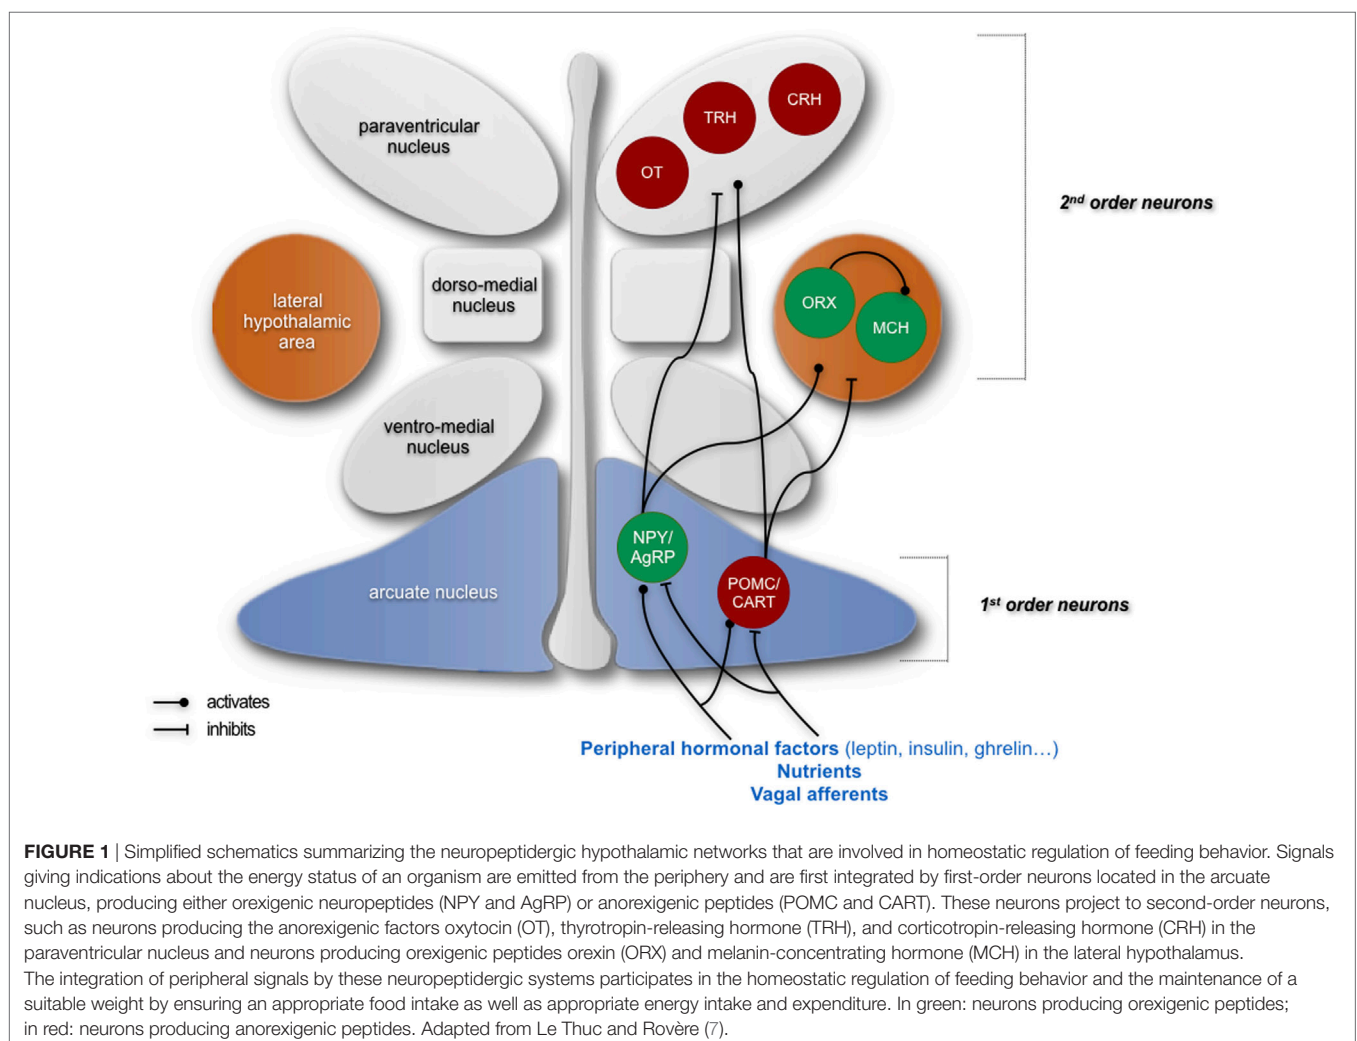 paraventricular
nucleus
OT
TRH
CRH
2nd order neurons
lateral
hypothalamic
area
dorso-medial
nucleus
ORX
MCH
ventro-medial
nucleus
arcuate nucleus
NPY/
AgRP
POMC/
CART
1st order neurons
activates
inhibits
Peripheral hormonal factors (leptin, insulin, ghrelin...)
Nutrients
Vagal afferents
FIGURE 1 | Simplified schematics summarizing the neuropeptidergic hypothalamic networks that are involved in homeostatic regulation of feeding behavior. Signals
giving indications about the energy status of an organism are emitted from the periphery and are first integrated by first-order neurons located in the arcuate
nucleus, producing either orexigenic neuropeptides (NPY and AgRP) or anorexigenic peptides (POMC and CART). These neurons project to second-order neurons,
such as neurons producing the anorexigenic factors oxytocin (OT), thyrotropin-releasing hormone (TRH), and corticotropin-releasing hormone (CRH) in the
paraventricular nucleus and neurons producing orexigenic peptides orexin (ORX) and melanin-concentrating hormone (MCH) in the lateral hypothalamus.
The integration of peripheral signals by these neuropeptidergic systems participates in the homeostatic regulation of feeding behavior and the maintenance of a
suitable weight by ensuring an appropriate food intake as well as appropriate energy intake and expenditure. In green: neurons producing orexigenic peptides;
in red: neurons producing anorexigenic peptides. Adapted from Le Thuc and Rovère (7).